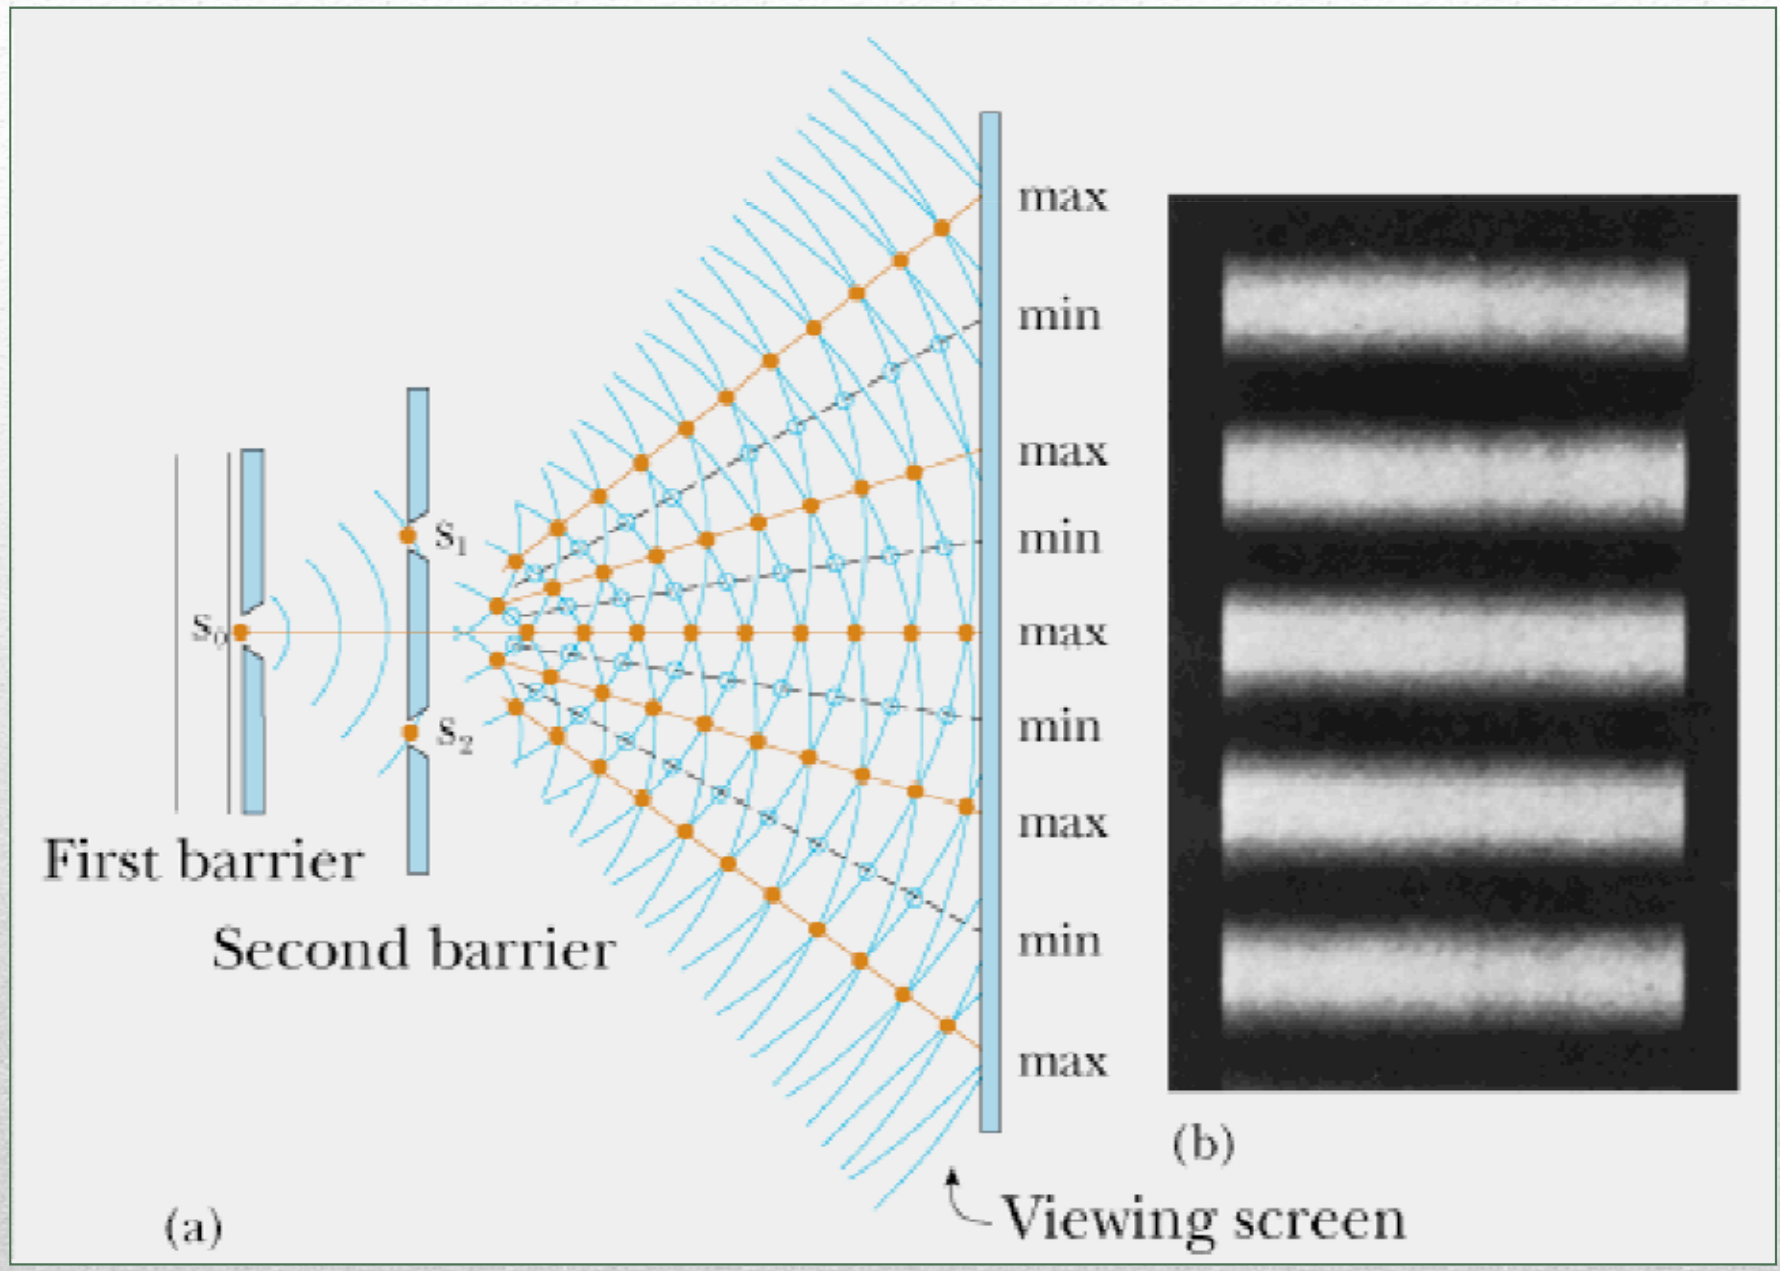 max
min
max
S₁
min
S₀
max
min
S₂
max
First barrier
Second barrier
min
max
(b)
Viewing screen
(a)